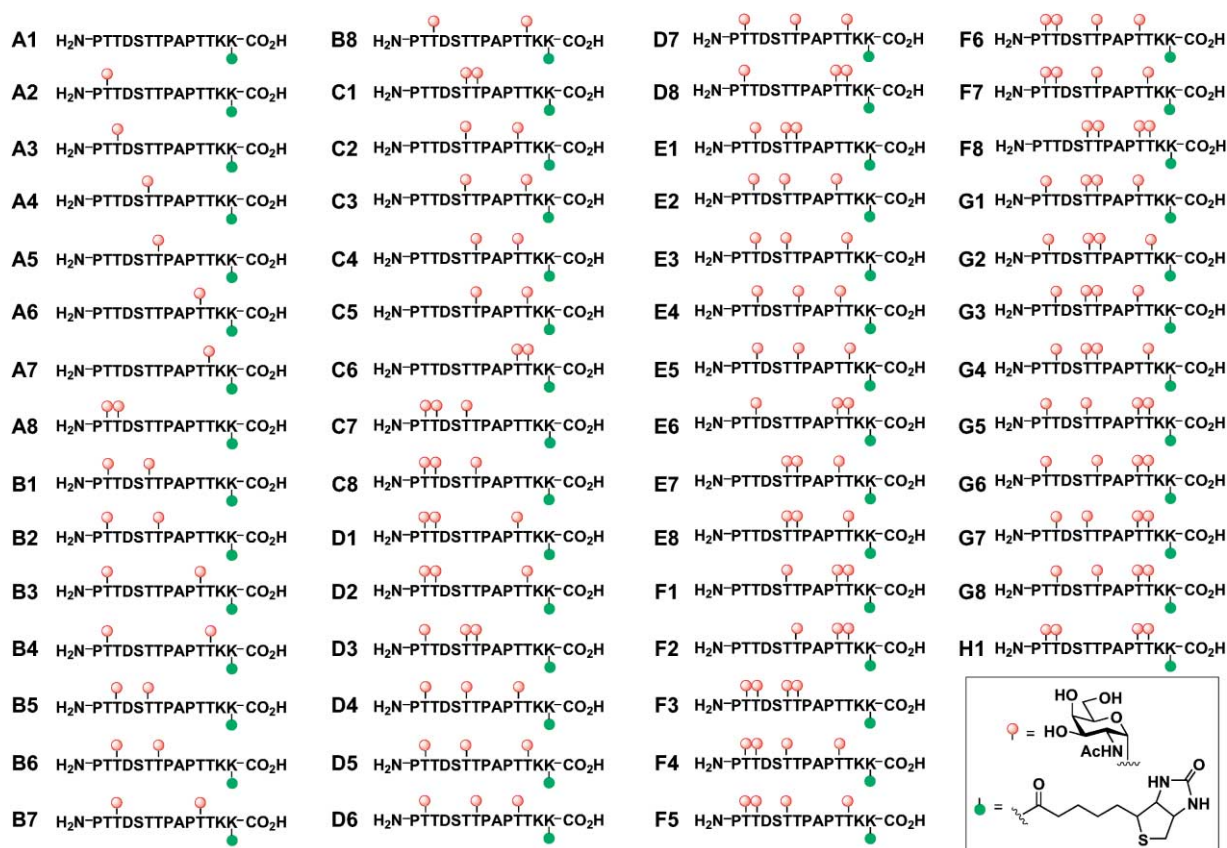 A1 H₂N–PTTDSTTPAPTTKK–CO₂H
A2 H₂N–PTTDSTTPAPTTKK–CO₂H
A3 H₂N–PTTDSTTPAPTTKK–CO₂H
A4 H₂N–PTTDSTTPAPTTKK–CO₂H
A5 H₂N–PTTDSTTPAPTTKK–CO₂H
A6 H₂N–PTTDSTTPAPTTKK–CO₂H
A7 H₂N–PTTDSTTPAPTTKK–CO₂H
A8 H₂N–PTTDSTTPAPTTKK–CO₂H
B1 H₂N–PTTDSTTPAPTTKK–CO₂H
B2 H₂N–PTTDSTTPAPTTKK–CO₂H
B3 H₂N–PTTDSTTPAPTTKK–CO₂H
B4 H₂N–PTTDSTTPAPTTKK–CO₂H
B5 H₂N–PTTDSTTPAPTTKK–CO₂H
B6 H₂N–PTTDSTTPAPTTKK–CO₂H
B7 H₂N–PTTDSTTPAPTTKK–CO₂H
B8 H₂N–PTTDSTTPAPTTKK–CO₂H
C1 H₂N–PTTDSTTPAPTTKK–CO₂H
C2 H₂N–PTTDSTTPAPTTKK–CO₂H
C3 H₂N–PTTDSTTPAPTTKK–CO₂H
C4 H₂N–PTTDSTTPAPTTKK–CO₂H
C5 H₂N–PTTDSTTPAPTTKK–CO₂H
C6 H₂N–PTTDSTTPAPTTKK–CO₂H
C7 H₂N–PTTDSTTPAPTTKK–CO₂H
C8 H₂N–PTTDSTTPAPTTKK–CO₂H
D1 H₂N–PTTDSTTPAPTTKK–CO₂H
D2 H₂N–PTTDSTTPAPTTKK–CO₂H
D3 H₂N–PTTDSTTPAPTTKK–CO₂H
D4 H₂N–PTTDSTTPAPTTKK–CO₂H
D5 H₂N–PTTDSTTPAPTTKK–CO₂H
D6 H₂N–PTTDSTTPAPTTKK–CO₂H
D7 H₂N–PTTDSTTPAPTTKK–CO₂H
D8 H₂N–PTTDSTTPAPTTKK–CO₂H
E1 H₂N–PTTDSTTPAPTTKK–CO₂H
E2 H₂N–PTTDSTTPAPTTKK–CO₂H
E3 H₂N–PTTDSTTPAPTTKK–CO₂H
E4 H₂N–PTTDSTTPAPTTKK–CO₂H
E5 H₂N–PTTDSTTPAPTTKK–CO₂H
E6 H₂N–PTTDSTTPAPTTKK–CO₂H
E7 H₂N–PTTDSTTPAPTTKK–CO₂H
E8 H₂N–PTTDSTTPAPTTKK–CO₂H
F1 H₂N–PTTDSTTPAPTTKK–CO₂H
F2 H₂N–PTTDSTTPAPTTKK–CO₂H
F3 H₂N–PTTDSTTPAPTTKK–CO₂H
F4 H₂N–PTTDSTTPAPTTKK–CO₂H
F5 H₂N–PTTDSTTPAPTTKK–CO₂H
F6 H₂N–PTTDSTTPAPTTKK–CO₂H
F7 H₂N–PTTDSTTPAPTTKK–CO₂H
F8 H₂N–PTTDSTTPAPTTKK–CO₂H
G1 H₂N–PTTDSTTPAPTTKK–CO₂H
G2 H₂N–PTTDSTTPAPTTKK–CO₂H
G3 H₂N–PTTDSTTPAPTTKK–CO₂H
G4 H₂N–PTTDSTTPAPTTKK–CO₂H
G5 H₂N–PTTDSTTPAPTTKK–CO₂H
G6 H₂N–PTTDSTTPAPTTKK–CO₂H
G7 H₂N–PTTDSTTPAPTTKK–CO₂H
G8 H₂N–PTTDSTTPAPTTKK–CO₂H
H1 H₂N–PTTDSTTPAPTTKK–CO₂H
HO OH
O
= HO
AcHN
O
HN
O
= NH
S